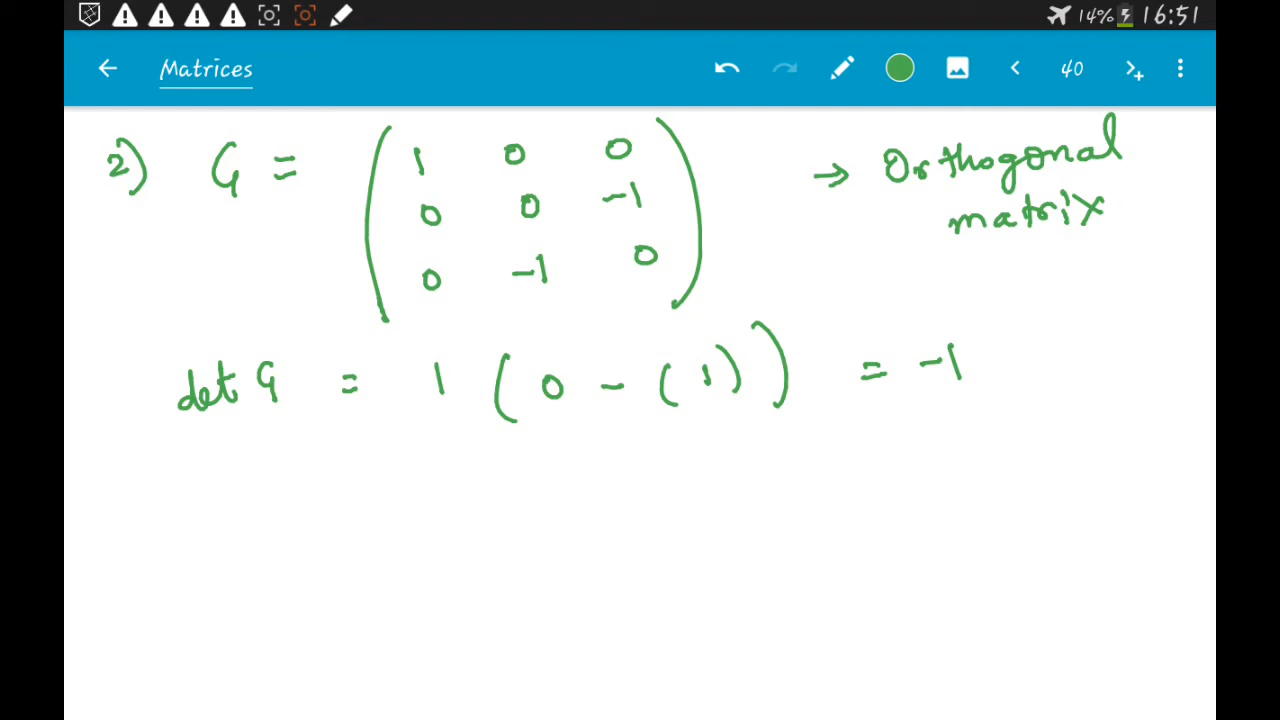 14% 16:51
Matrices 40
2) G = ( 1 0 0 → Orthogonal
0 0 -1 matrix
0 -1 0 )
det G = 1 ( 0 - (1) ) = -1